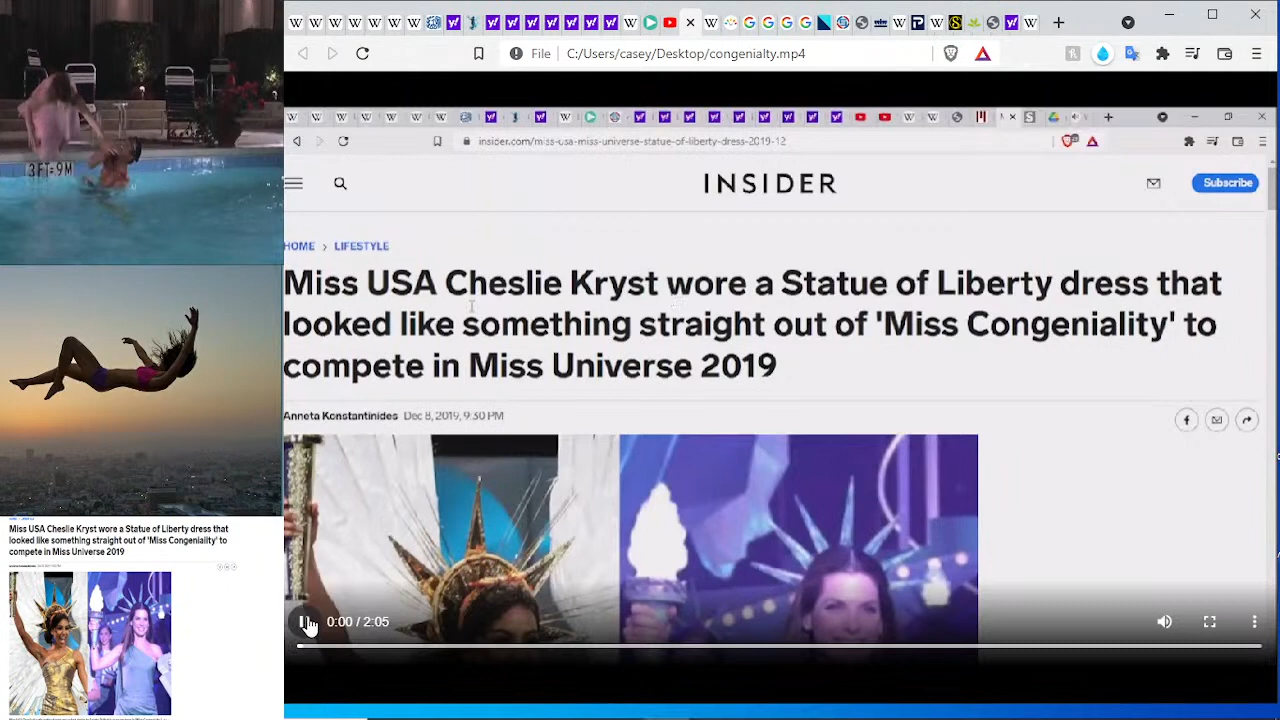 3 FT=9M
Miss USA Cheslie Kryst wore a Statue of Liberty dress that
looked like something straight out of 'Miss Congeniality' to
compete in Miss Universe 2019
File C:/Users/casey/Desktop/congenialty.mp4
insider.com/miss-usa-miss-universe-statue-of-liberty-dress-2019-12
INSIDER
Subscribe
HOME > LIFESTYLE
Miss USA Cheslie Kryst wore a Statue of Liberty dress that
looked like something straight out of 'Miss Congeniality' to
compete in Miss Universe 2019
Anneta Konstantinides Dec 8, 2019, 9:30 PM
0:00 / 2:05